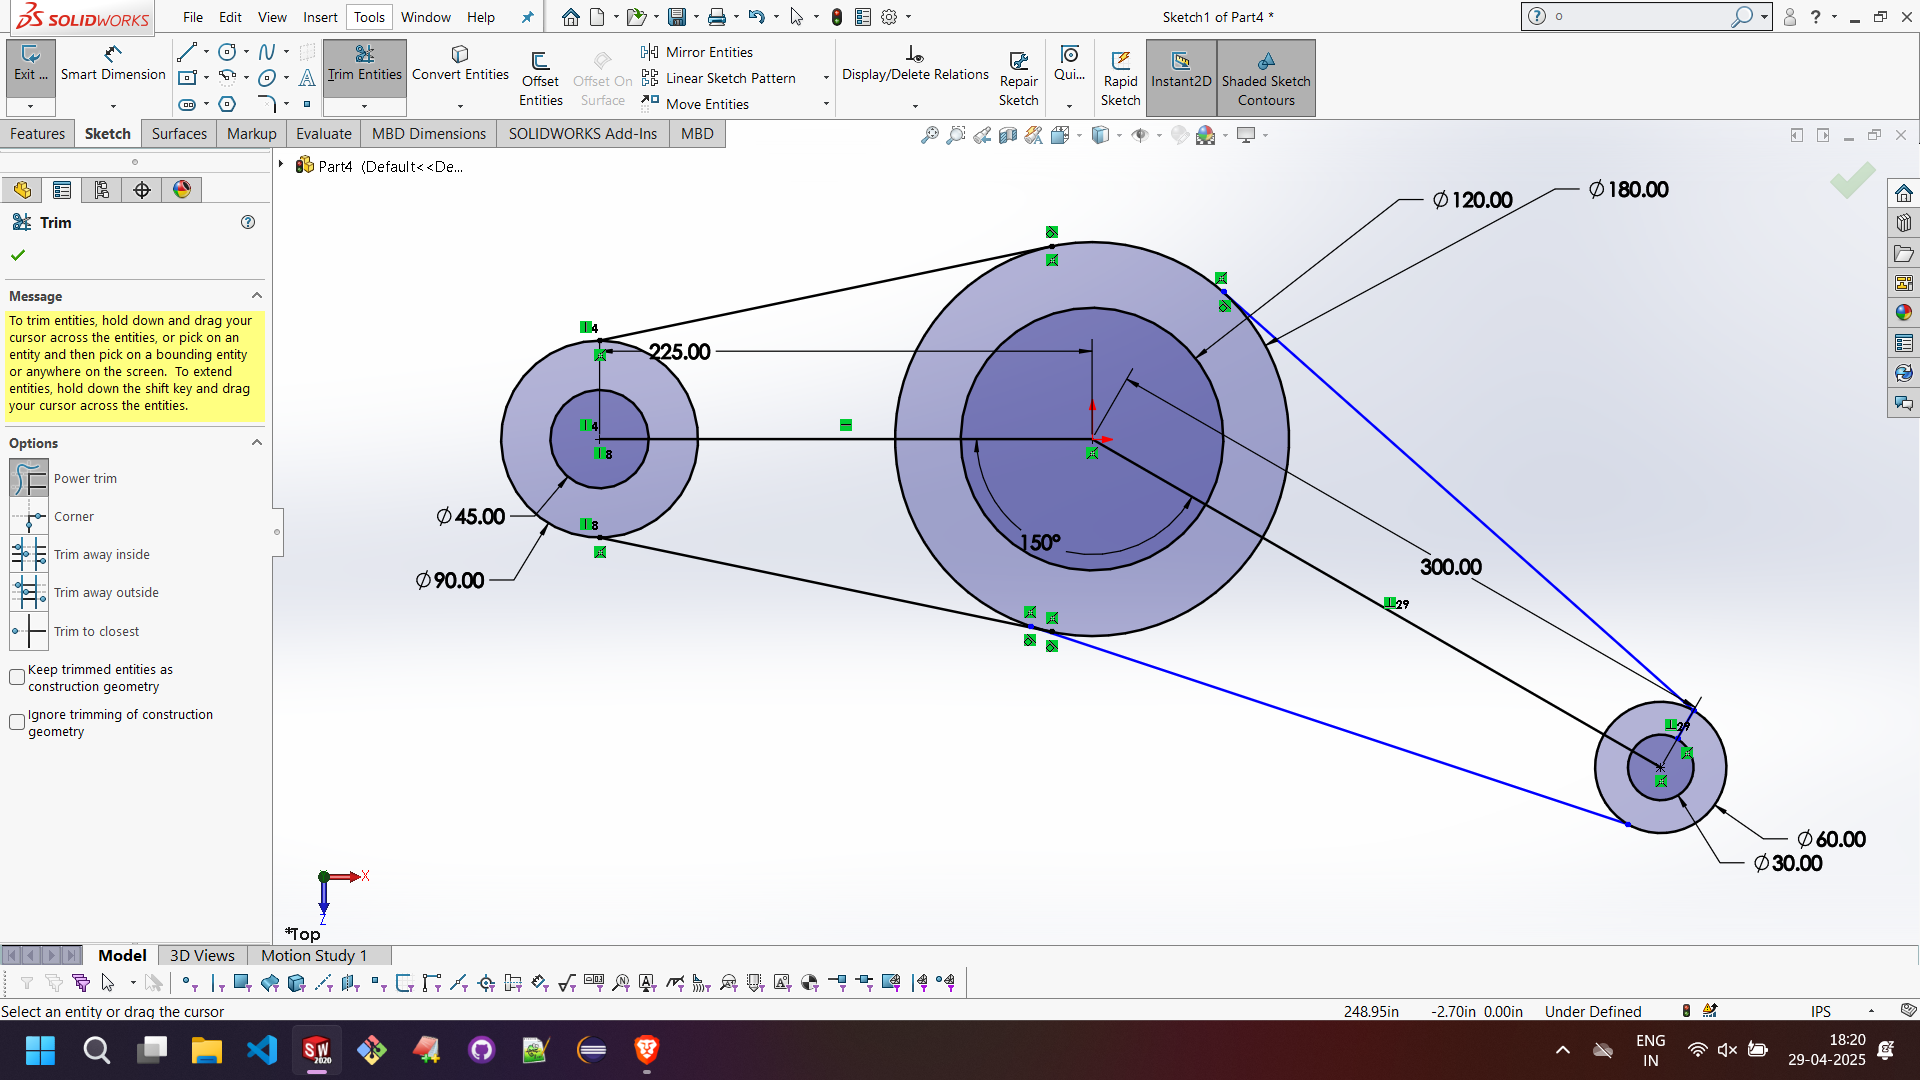 SOLIDWORKS
File Edit View Insert Tools Window Help
Sketch1 of Part4 *
o
Exit ...
Smart Dimension
Trim Entities
Convert Entities
Offset Entities
Offset On Surface
Mirror Entities
Linear Sketch Pattern
Move Entities
Display/Delete Relations
Repair Sketch
Qui...
Rapid Sketch
Instant2D
Shaded Sketch Contours
Features Sketch Surfaces Markup Evaluate MBD Dimensions SOLIDWORKS Add-Ins MBD
Part4 (Default<<De...
Trim
Message
To trim entities, hold down and drag your
cursor across the entities, or pick on an
entity and then pick on a bounding entity
or anywhere on the screen. To extend
entities, hold down the shift key and drag
your cursor across the entities.
Options
Power trim
Corner
Trim away inside
Trim away outside
Trim to closest
Keep trimmed entities as
construction geometry
Ignore trimming of construction
geometry
∅120.00
∅180.00
4
225.00
4
8
∅45.00
8
∅90.00
150°
300.00
29
29
∅60.00
∅30.00
X
Z
*Top
Model 3D Views Motion Study 1
Select an entity or drag the cursor
248.95in -2.70in 0.00in Under Defined IPS
SW
2020
ENG
IN
18:20
29-04-2025